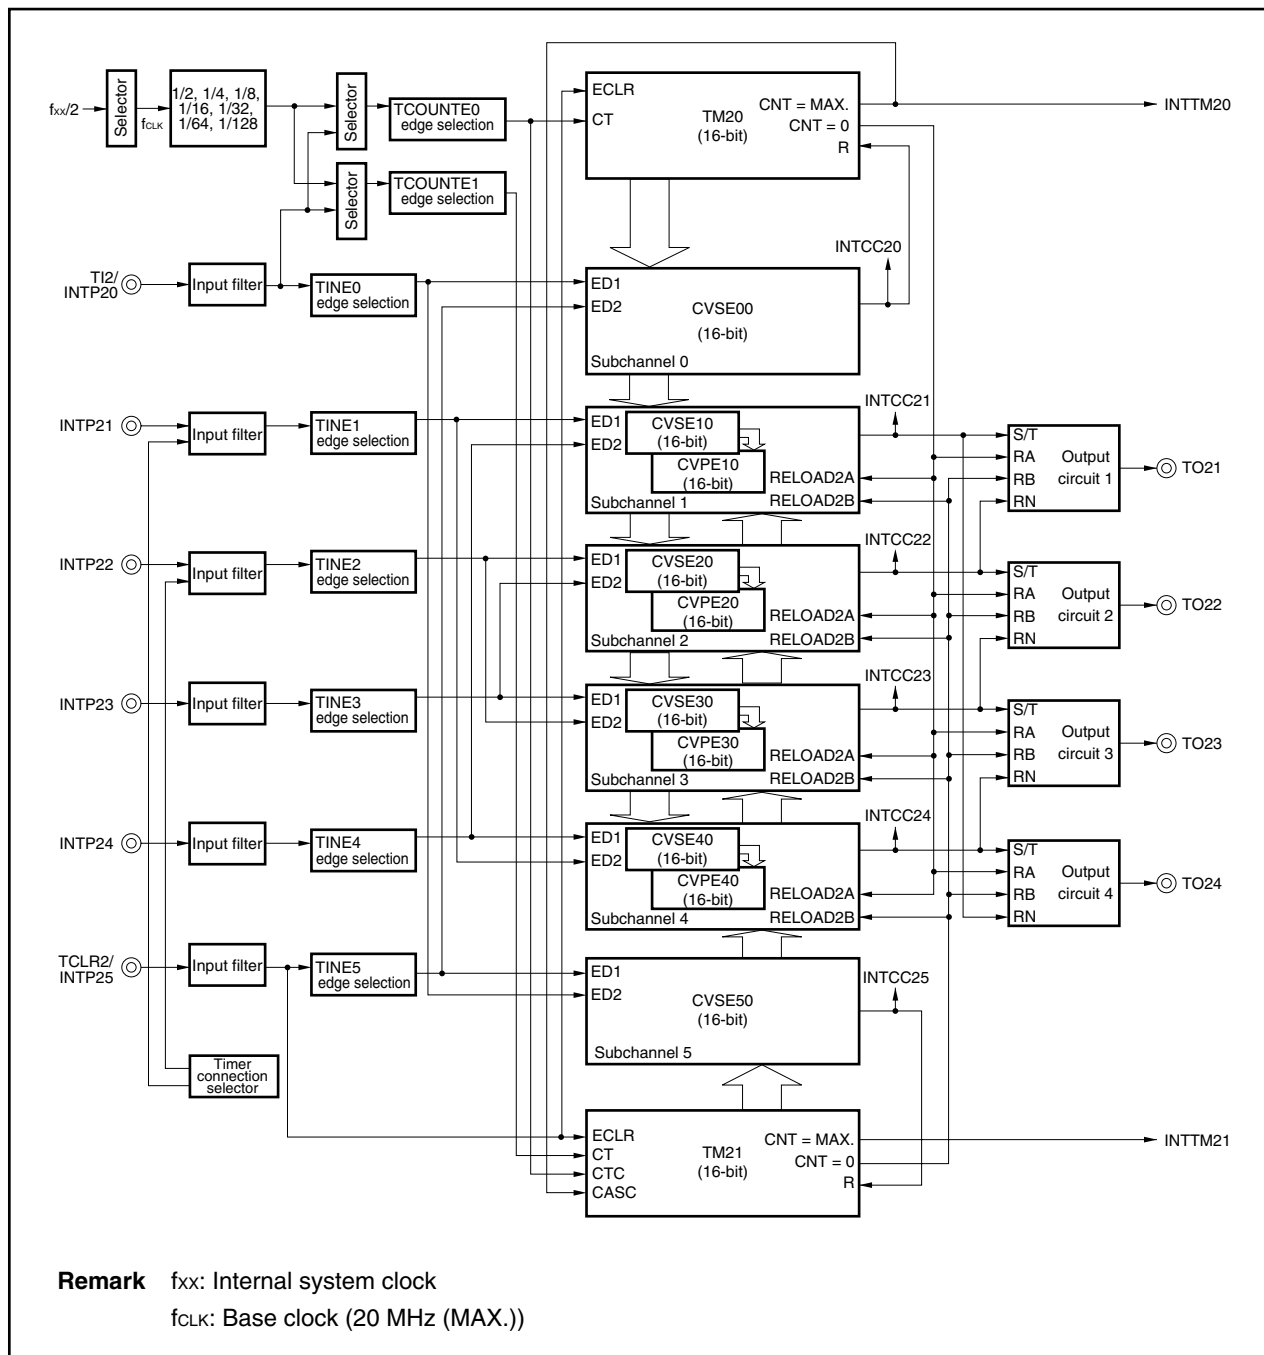 fxx/2
Selector
fCLK
1/2, 1/4, 1/8,
1/16, 1/32,
1/64, 1/128
Selector
TCOUNTE0
edge selection
Selector
TCOUNTE1
edge selection
ECLR
CT
TM20
(16-bit)
CNT = MAX.
CNT = 0
R
INTTM20
TI2/
INTP20
Input filter
TINE0
edge selection
ED1
ED2
CVSE00
(16-bit)
Subchannel 0
INTCC20
INTP21
Input filter
TINE1
edge selection
ED1
ED2
CVSE10
(16-bit)
CVPE10
(16-bit)
RELOAD2A
RELOAD2B
Subchannel 1
INTCC21
S/T
RA
RB
RN
Output
circuit 1
TO21
INTP22
Input filter
TINE2
edge selection
ED1
ED2
CVSE20
(16-bit)
CVPE20
(16-bit)
RELOAD2A
RELOAD2B
Subchannel 2
INTCC22
S/T
RA
RB
RN
Output
circuit 2
TO22
INTP23
Input filter
TINE3
edge selection
ED1
ED2
CVSE30
(16-bit)
CVPE30
(16-bit)
RELOAD2A
RELOAD2B
Subchannel 3
INTCC23
S/T
RA
RB
RN
Output
circuit 3
TO23
INTP24
Input filter
TINE4
edge selection
ED1
ED2
CVSE40
(16-bit)
CVPE40
(16-bit)
RELOAD2A
RELOAD2B
Subchannel 4
INTCC24
S/T
RA
RB
RN
Output
circuit 4
TO24
TCLR2/
INTP25
Input filter
TINE5
edge selection
ED1
ED2
CVSE50
(16-bit)
Subchannel 5
INTCC25
Timer
connection
selector
ECLR
CT
CTC
CASC
TM21
(16-bit)
CNT = MAX.
CNT = 0
R
INTTM21
Remark fxx: Internal system clock
fCLK: Base clock (20 MHz (MAX.))